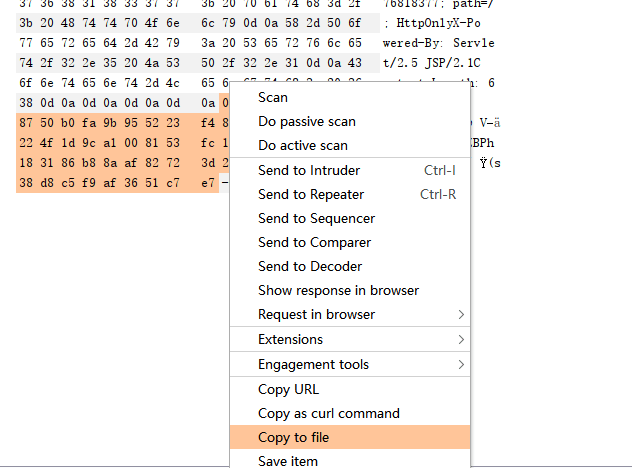 37 36 38 31 38 33 37 37 3b 20 70 61 74 68 3d 2f 76818377; path=/
3b 20 48 74 74 70 4f 6e 6c 79 0d 0a 58 2d 50 6f ; HttpOnlyX-Po
77 65 72 65 64 2d 42 79 3a 20 53 65 72 76 6c 65 wered-By: Servle
74 2f 32 2e 35 20 4a 53 50 2f 32 2e 31 0d 0a 43 t/2.5 JSP/2.1C
6f 6e 74 65 6e 74 2d 4c 65
38 0d 0a 0d 0a 0d 0a 0d 0a
87 50 b0 fa 9b 95 52 23 f4
22 4f 1d 9c a1 00 81 53 fc
18 31 86 b8 8a af 82 72 3d Ÿ(s
38 d8 c5 f9 af 36 51 c7 e7
Scan
Do passive scan
Do active scan
Send to Intruder Ctrl-I
Send to Repeater Ctrl-R
Send to Sequencer
Send to Comparer
Send to Decoder
Show response in browser
Request in browser
Extensions
Engagement tools
Copy URL
Copy as curl command
Copy to file
Save item